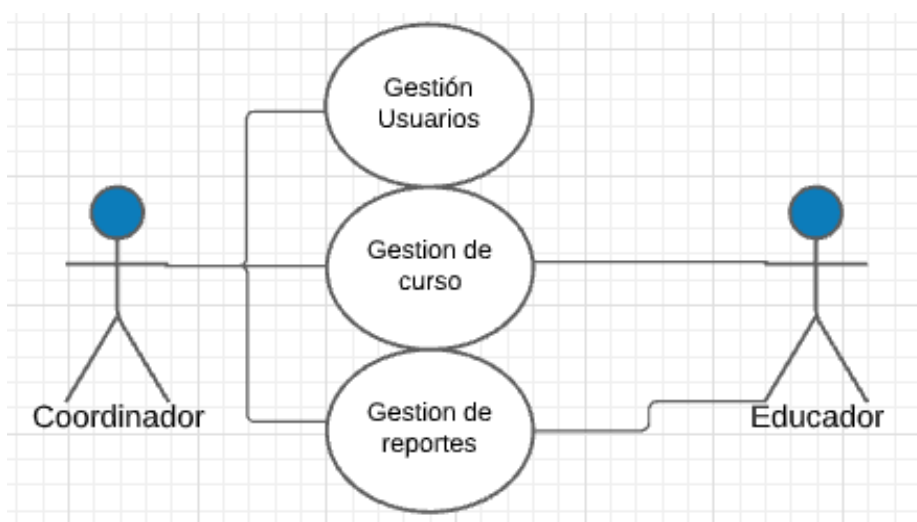 Gestión
Usuarios
Gestion de
curso
Coordinador
Educador
Gestion de
reportes